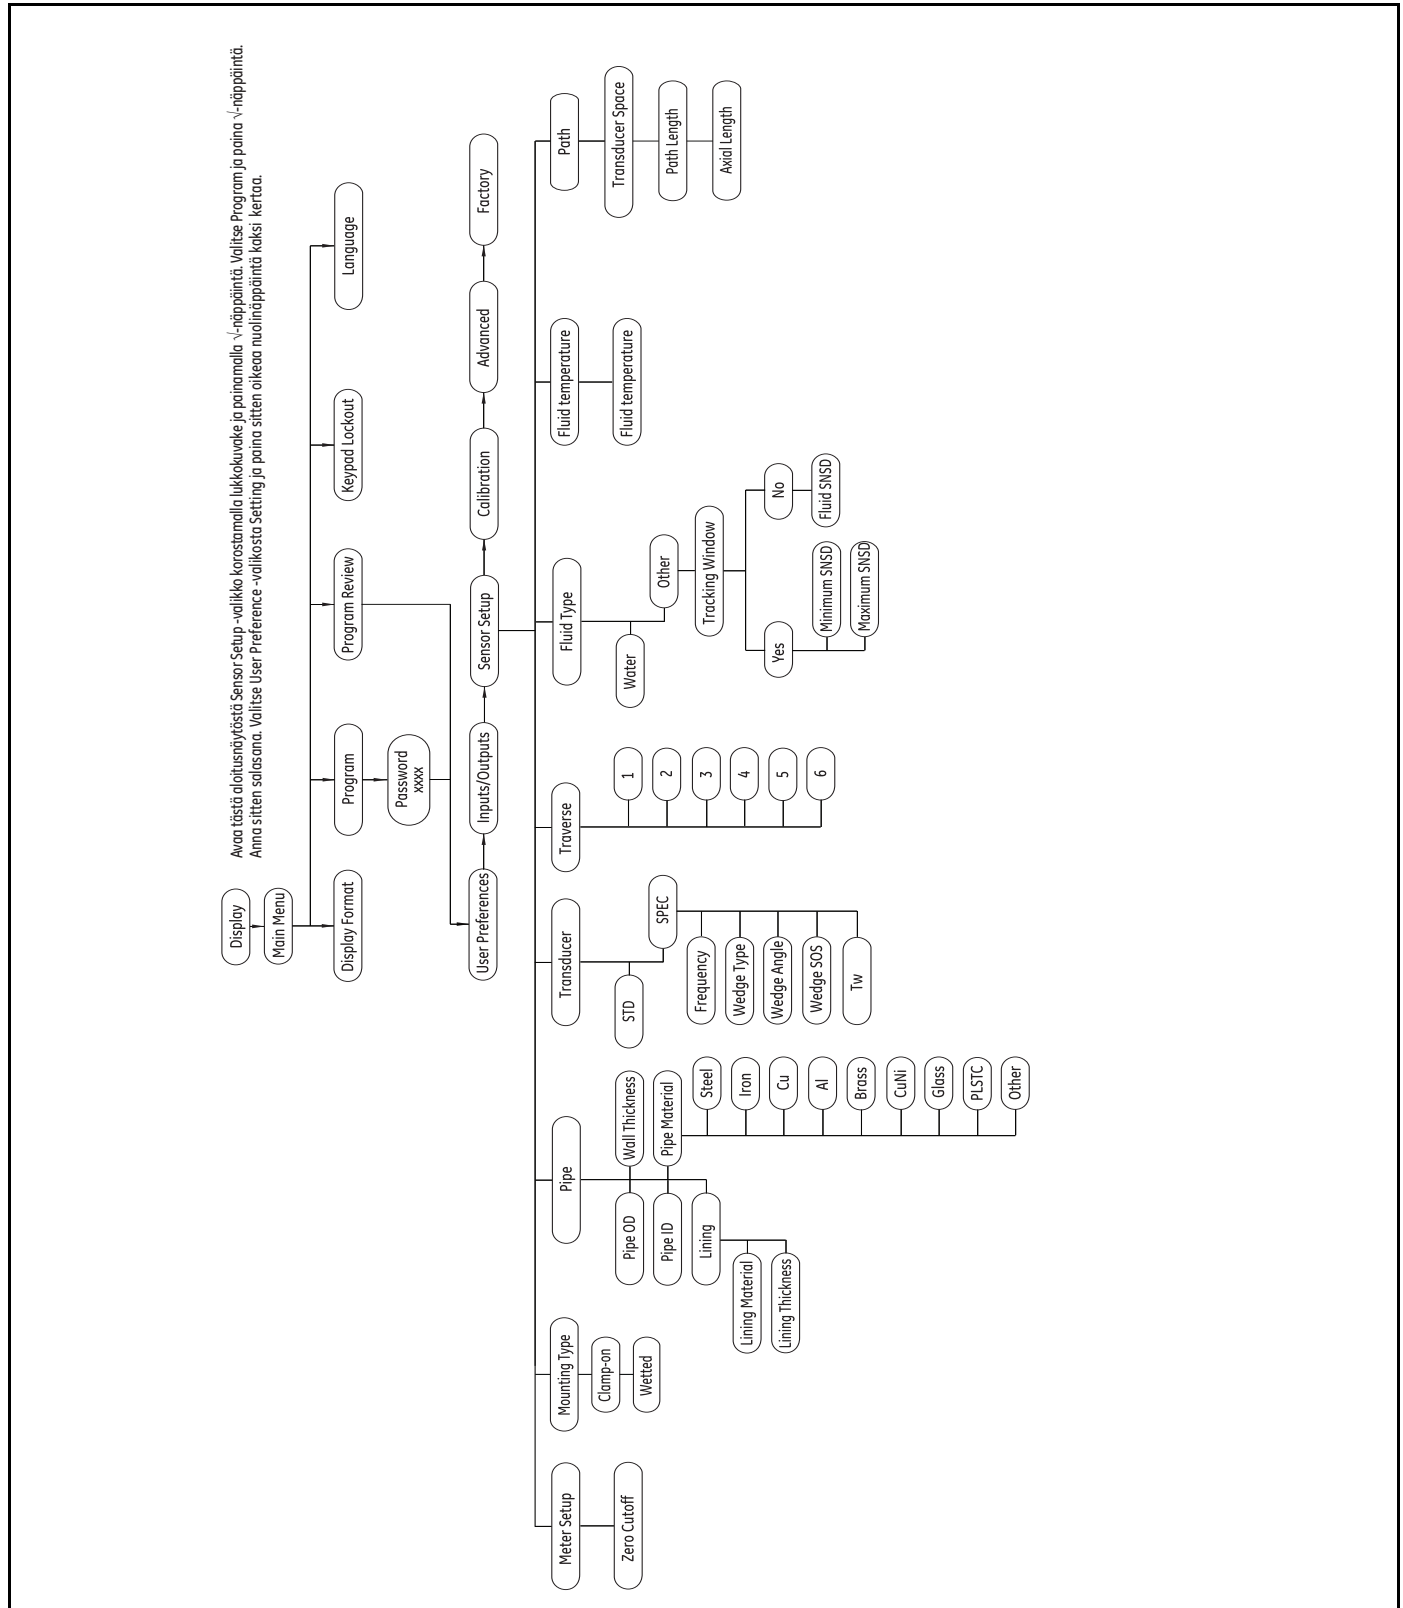 Avaa tästä aloitusnäytöstä Sensor Setup -valikko korostamalla lukkokuvake ja painamalla √-näppäintä. Valitse Program ja paina √-näppäintä.
Anna sitten salasana. Valitse User Preference -valikosta Setting ja paina sitten oikeaa nuolinäppäintä kaksi kertaa.
Display
Main Menu
Display Format
Program
Program Review
Keypad Lockout
Language
Password
xxxx
User Preferences
Inputs/Outputs
Sensor Setup
Calibration
Advanced
Factory
Meter Setup
Mounting Type
Pipe
Transducer
Traverse
Fluid Type
Fluid temperature
Path
Zero Cutoff
Clamp-on
Wetted
Pipe OD
Wall Thickness
Pipe ID
Pipe Material
Lining
Lining Material
Lining Thickness
Steel
Iron
Cu
Al
Brass
CuNi
Glass
PLSTC
Other
STD
SPEC
Frequency
Wedge Type
Wedge Angle
Wedge SOS
Tw
1
2
3
4
5
6
Water
Other
Tracking Window
Yes
No
Minimum SNSD
Maximum SNSD
Fluid SNSD
Fluid temperature
Transducer Space
Path Length
Axial Length